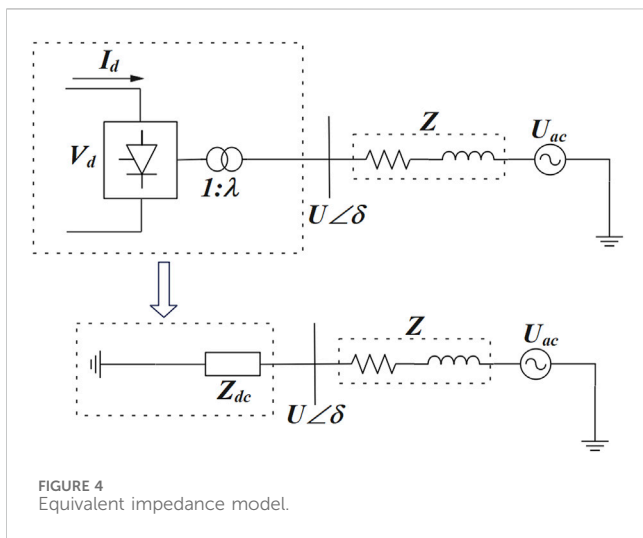 I_d
Z
U_ac
V_d
1:λ
U∠δ
Z
U_ac
Z_dc
U∠δ
FIGURE 4
Equivalent impedance model.